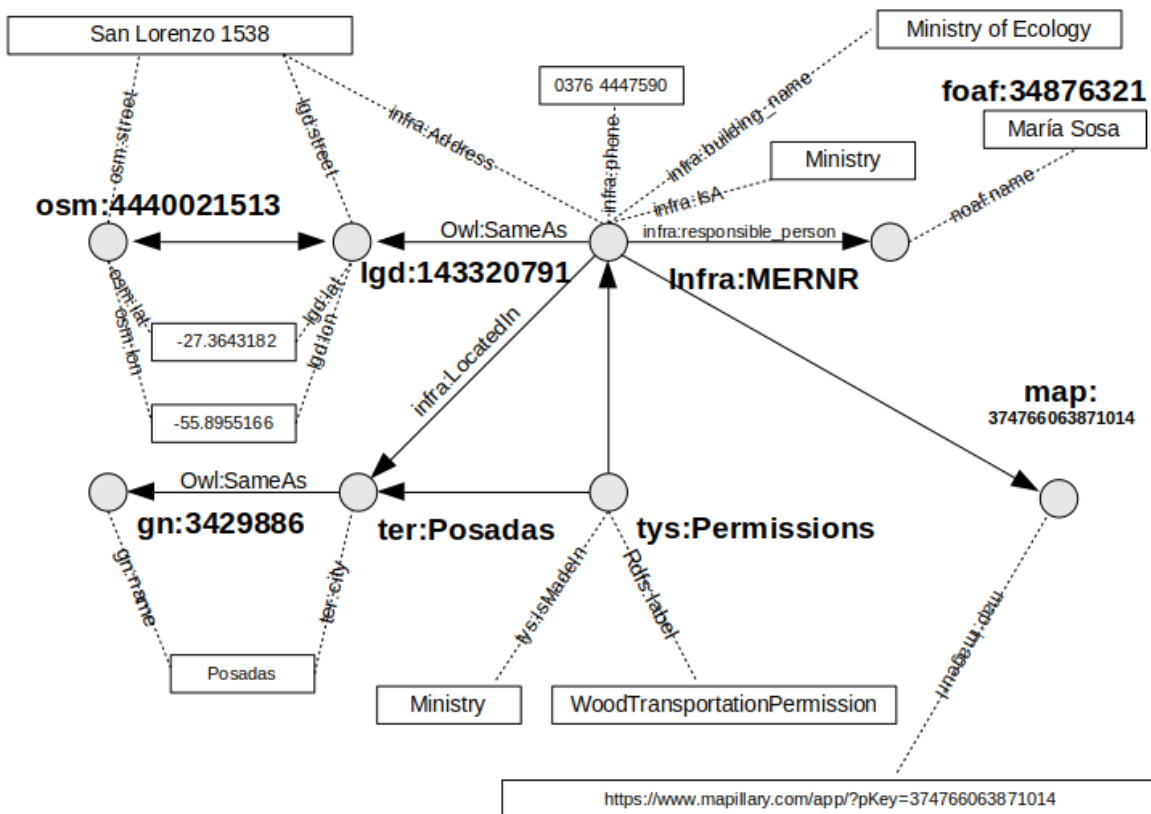 San Lorenzo 1538
Ministry of Ecology
0376 4447590
foaf:34876321
María Sosa
Ministry
osm:street
lgd:street
infra:Address
infra:phone
infra:building_name
infra:IsA
noaf:name
osm:4440021513
Owl:SameAs
infra:responsible_person
lgd:143320791
Infra:MERNR
osm:lat
osm:lon
lgd:lat
lgd:lon
-27.3643182
-55.8955166
infra:LocatedIn
map:
374766063871014
Owl:SameAs
gn:3429886
ter:Posadas
tys:Permissions
gn:name
ter:city
tys:IsMadeIn
Rdfs:label
map:imageurl
Posadas
Ministry
WoodTransportationPermission
https://www.mapillary.com/app/?pKey=374766063871014